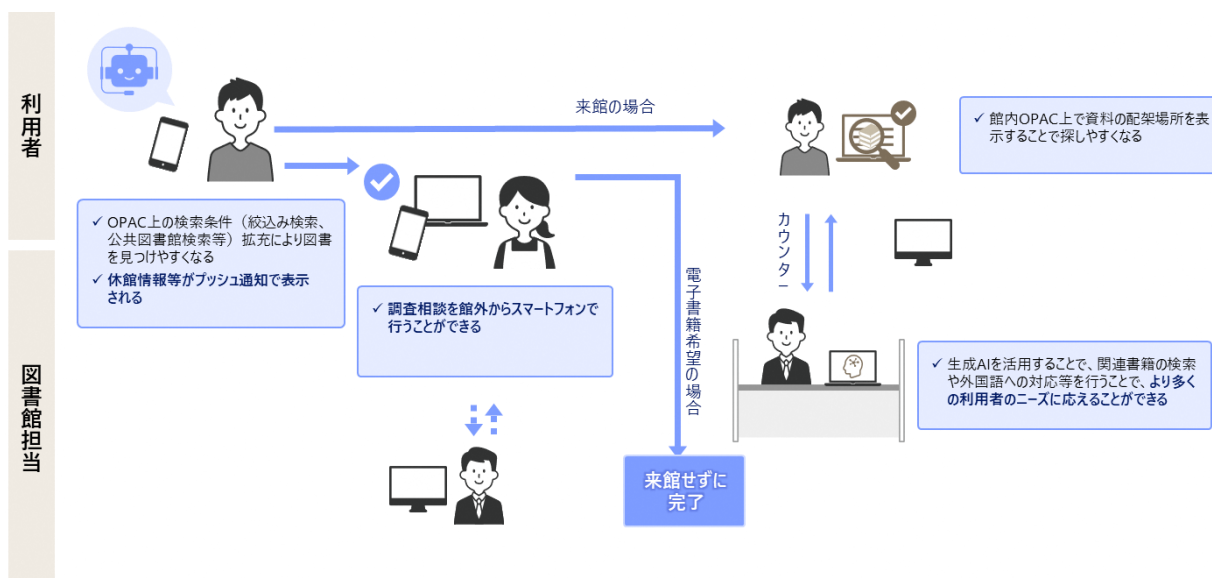 利用者
来館の場合
✓ 館内OPAC上で資料の配架場所を表
示することで探しやすくなる
✓ OPAC上の検索条件（絞込み検索、
公共図書館検索等）拡充により図書
を見つけやすくなる
✓ 休館情報等がプッシュ通知で表示
される
カウンター
電子書籍希望の場合
✓ 調査相談を館外からスマートフォンで
行うことができる
図書館担当
✓ 生成AIを活用することで、関連書籍の検索
や外国語への対応等を行うことで、より多く
の利用者のニーズに応えることができる
来館せずに
完了